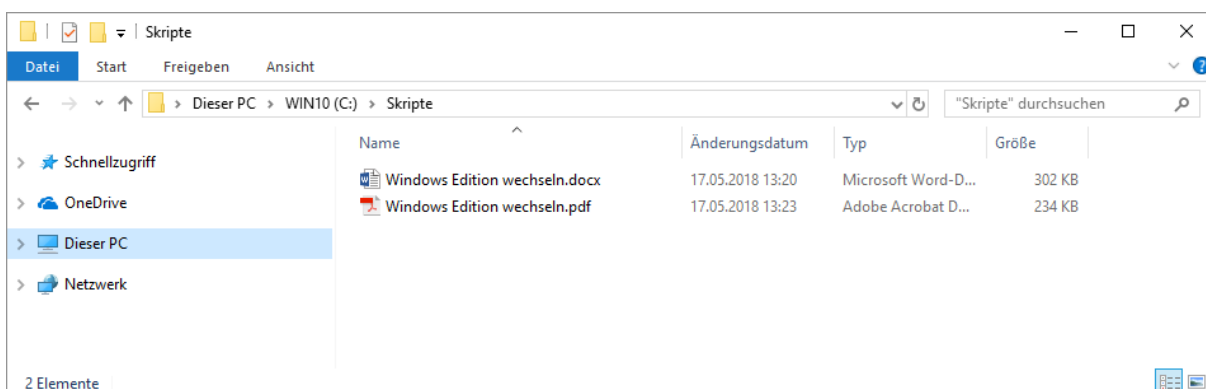 Skripte
Datei Start Freigeben Ansicht
Dieser PC WIN10 (C:) Skripte "Skripte" durchsuchen
Name Änderungsdatum Typ Größe
Schnellzugriff
Windows Edition wechseln.docx 17.05.2018 13:20 Microsoft Word-D... 302 KB
OneDrive
Windows Edition wechseln.pdf 17.05.2018 13:23 Adobe Acrobat D... 234 KB
Dieser PC
Netzwerk
2 Elemente